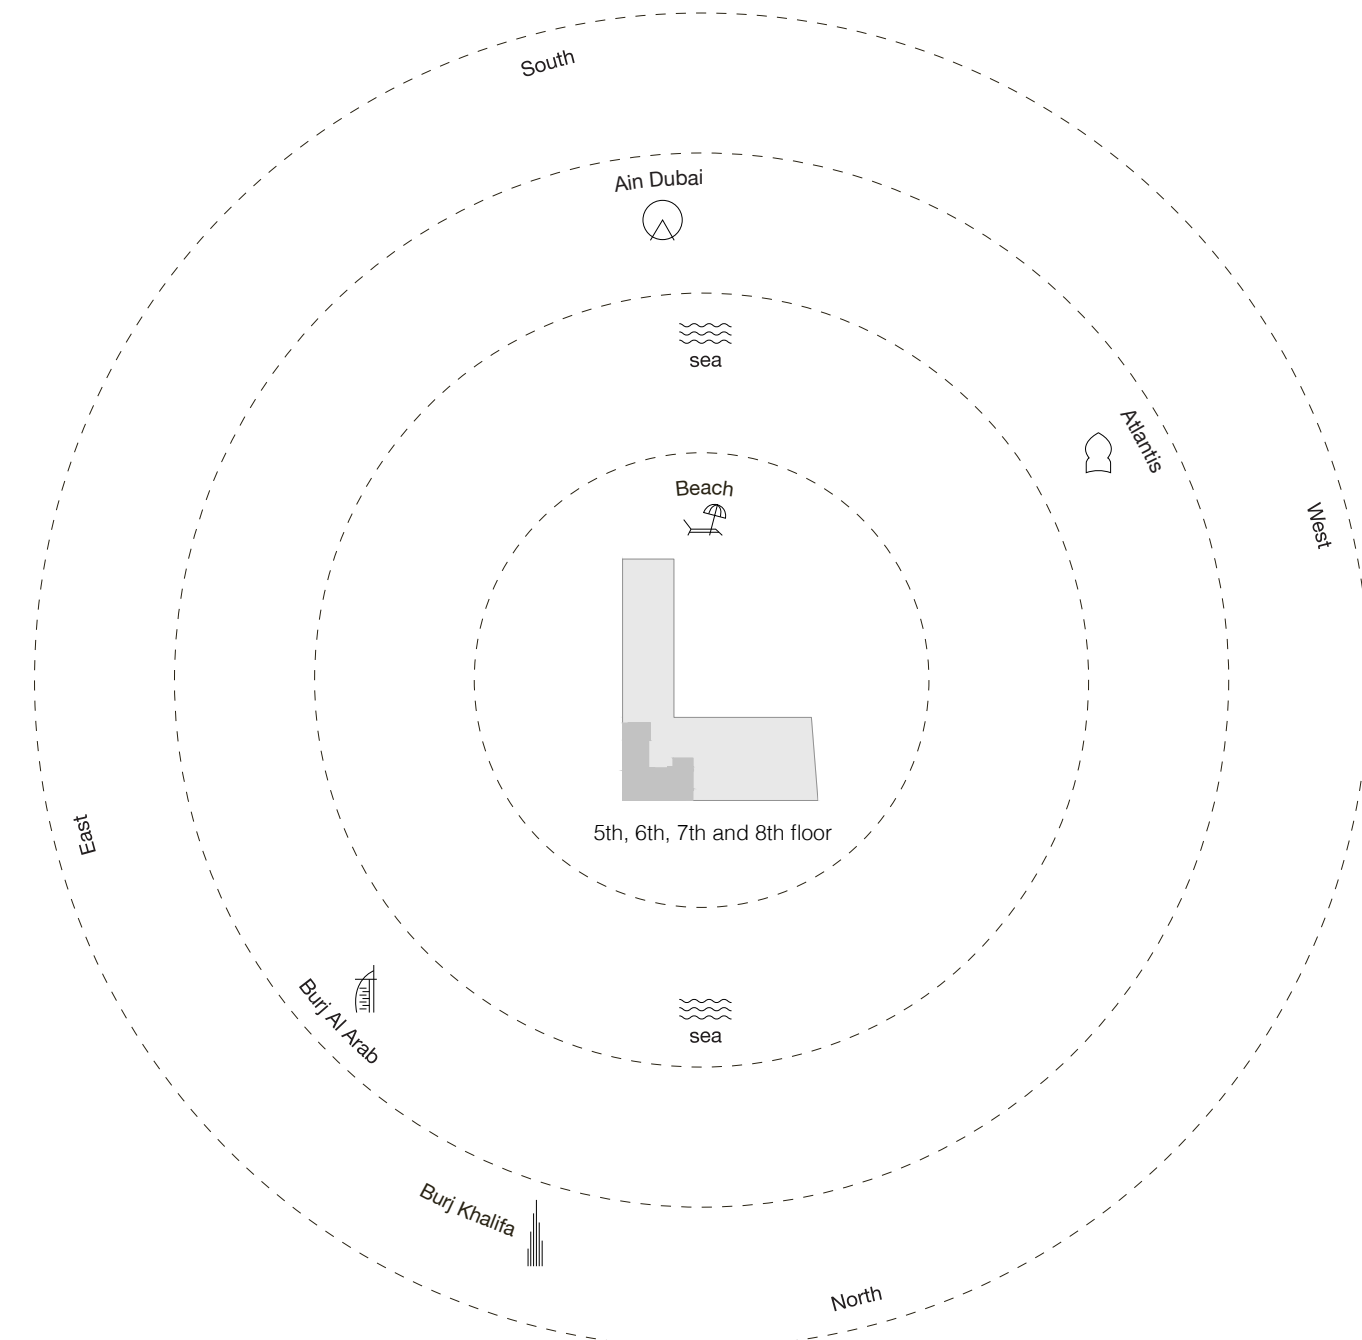 South
Ain Dubai
sea
Atlantis
Beach
West
5th, 6th, 7th and 8th floor
East
Burj Al Arab
sea
Burj Khalifa
North